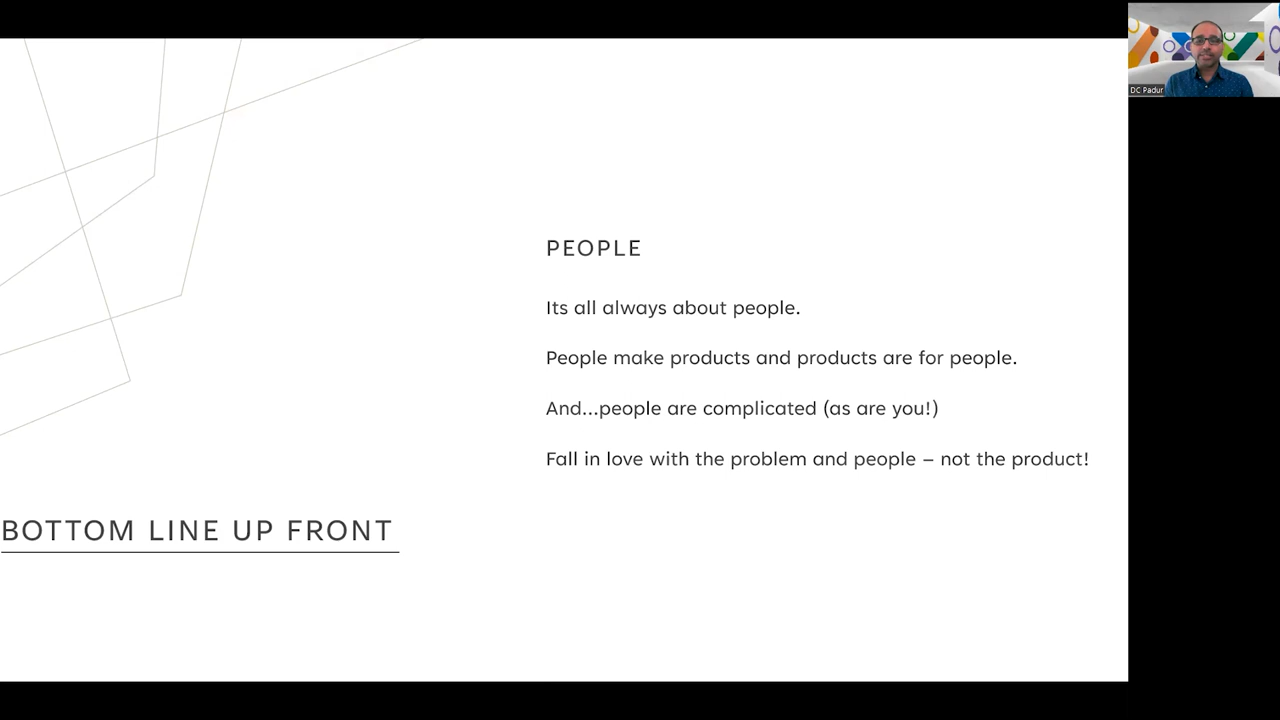 PEOPLE
Its all always about people.
People make products and products are for people.
And...people are complicated (as are you!)
Fall in love with the problem and people – not the product!
BOTTOM LINE UP FRONT
DC Padur